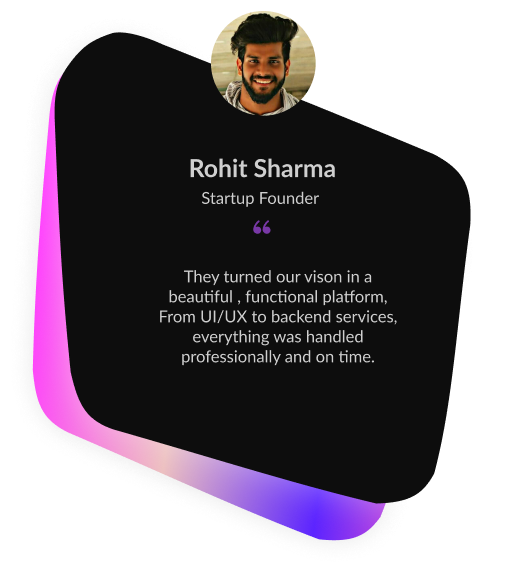 Rohit Sharma
Startup Founder
“
They turned our vison in a
beautiful , functional platform,
From UI/UX to backend services,
everything was handled
professionally and on time.